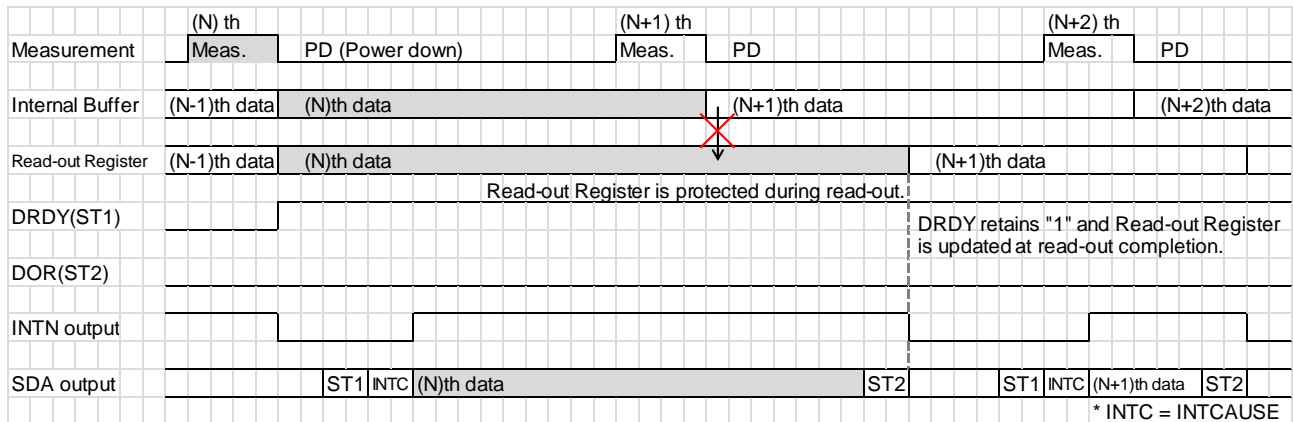 (N) th (N+1) th (N+2) th
Measurement Meas. PD (Power down) Meas. PD Meas. PD
Internal Buffer (N-1)th data (N)th data (N+1)th data (N+2)th data
Read-out Register (N-1)th data (N)th data (N+1)th data
Read-out Register is protected during read-out.
DRDY(ST1) DRDY retains "1" and Read-out Register
is updated at read-out completion.
DOR(ST2)
INTN output
SDA output ST1 INTC (N)th data ST2 ST1 INTC (N+1)th data ST2
* INTC = INTCAUSE